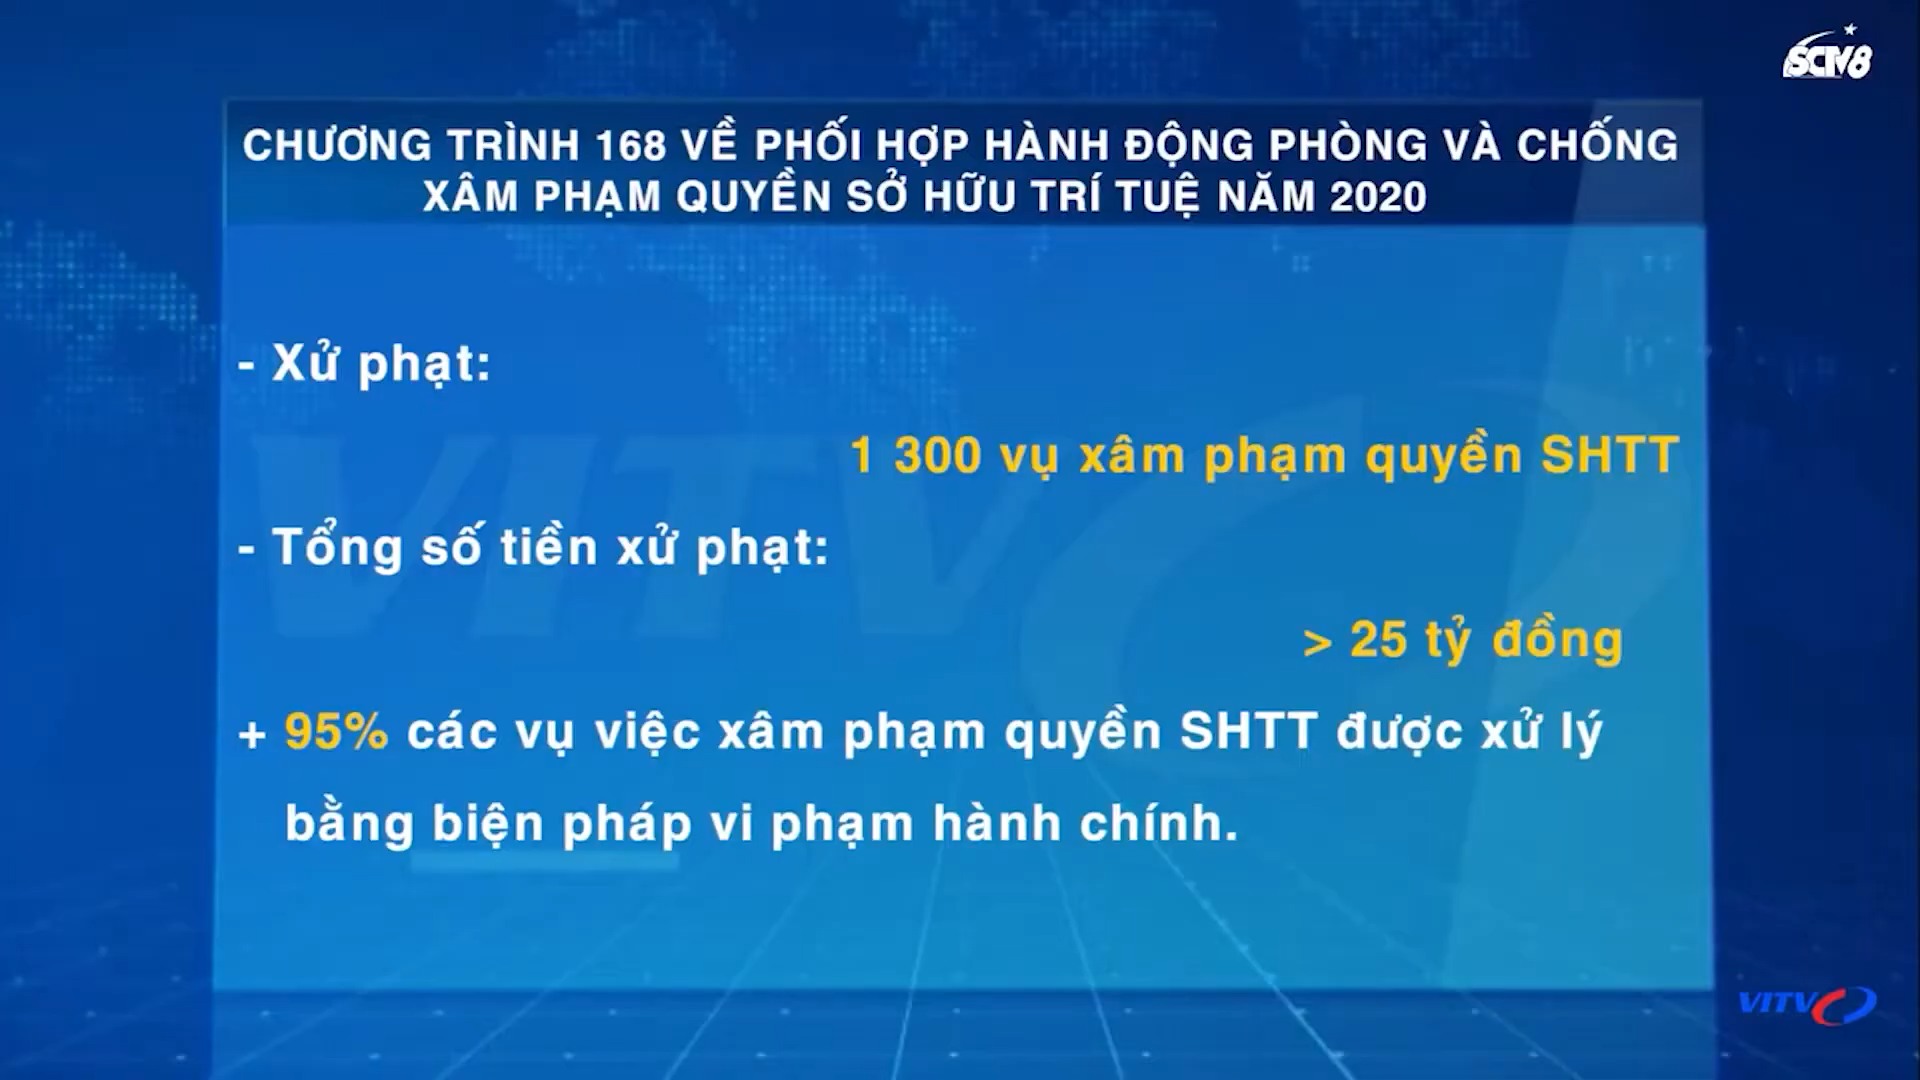 SCTV8
CHƯƠNG TRÌNH 168 VỀ PHỐI HỢP HÀNH ĐỘNG PHÒNG VÀ CHỐNG
XÂM PHẠM QUYỀN SỞ HỮU TRÍ TUỆ NĂM 2020
- Xử phạt:
1 300 vụ xâm phạm quyền SHTT
- Tổng số tiền xử phạt:
> 25 tỷ đồng
+ 95% các vụ việc xâm phạm quyền SHTT được xử lý
bằng biện pháp vi phạm hành chính.
VITV
VITV